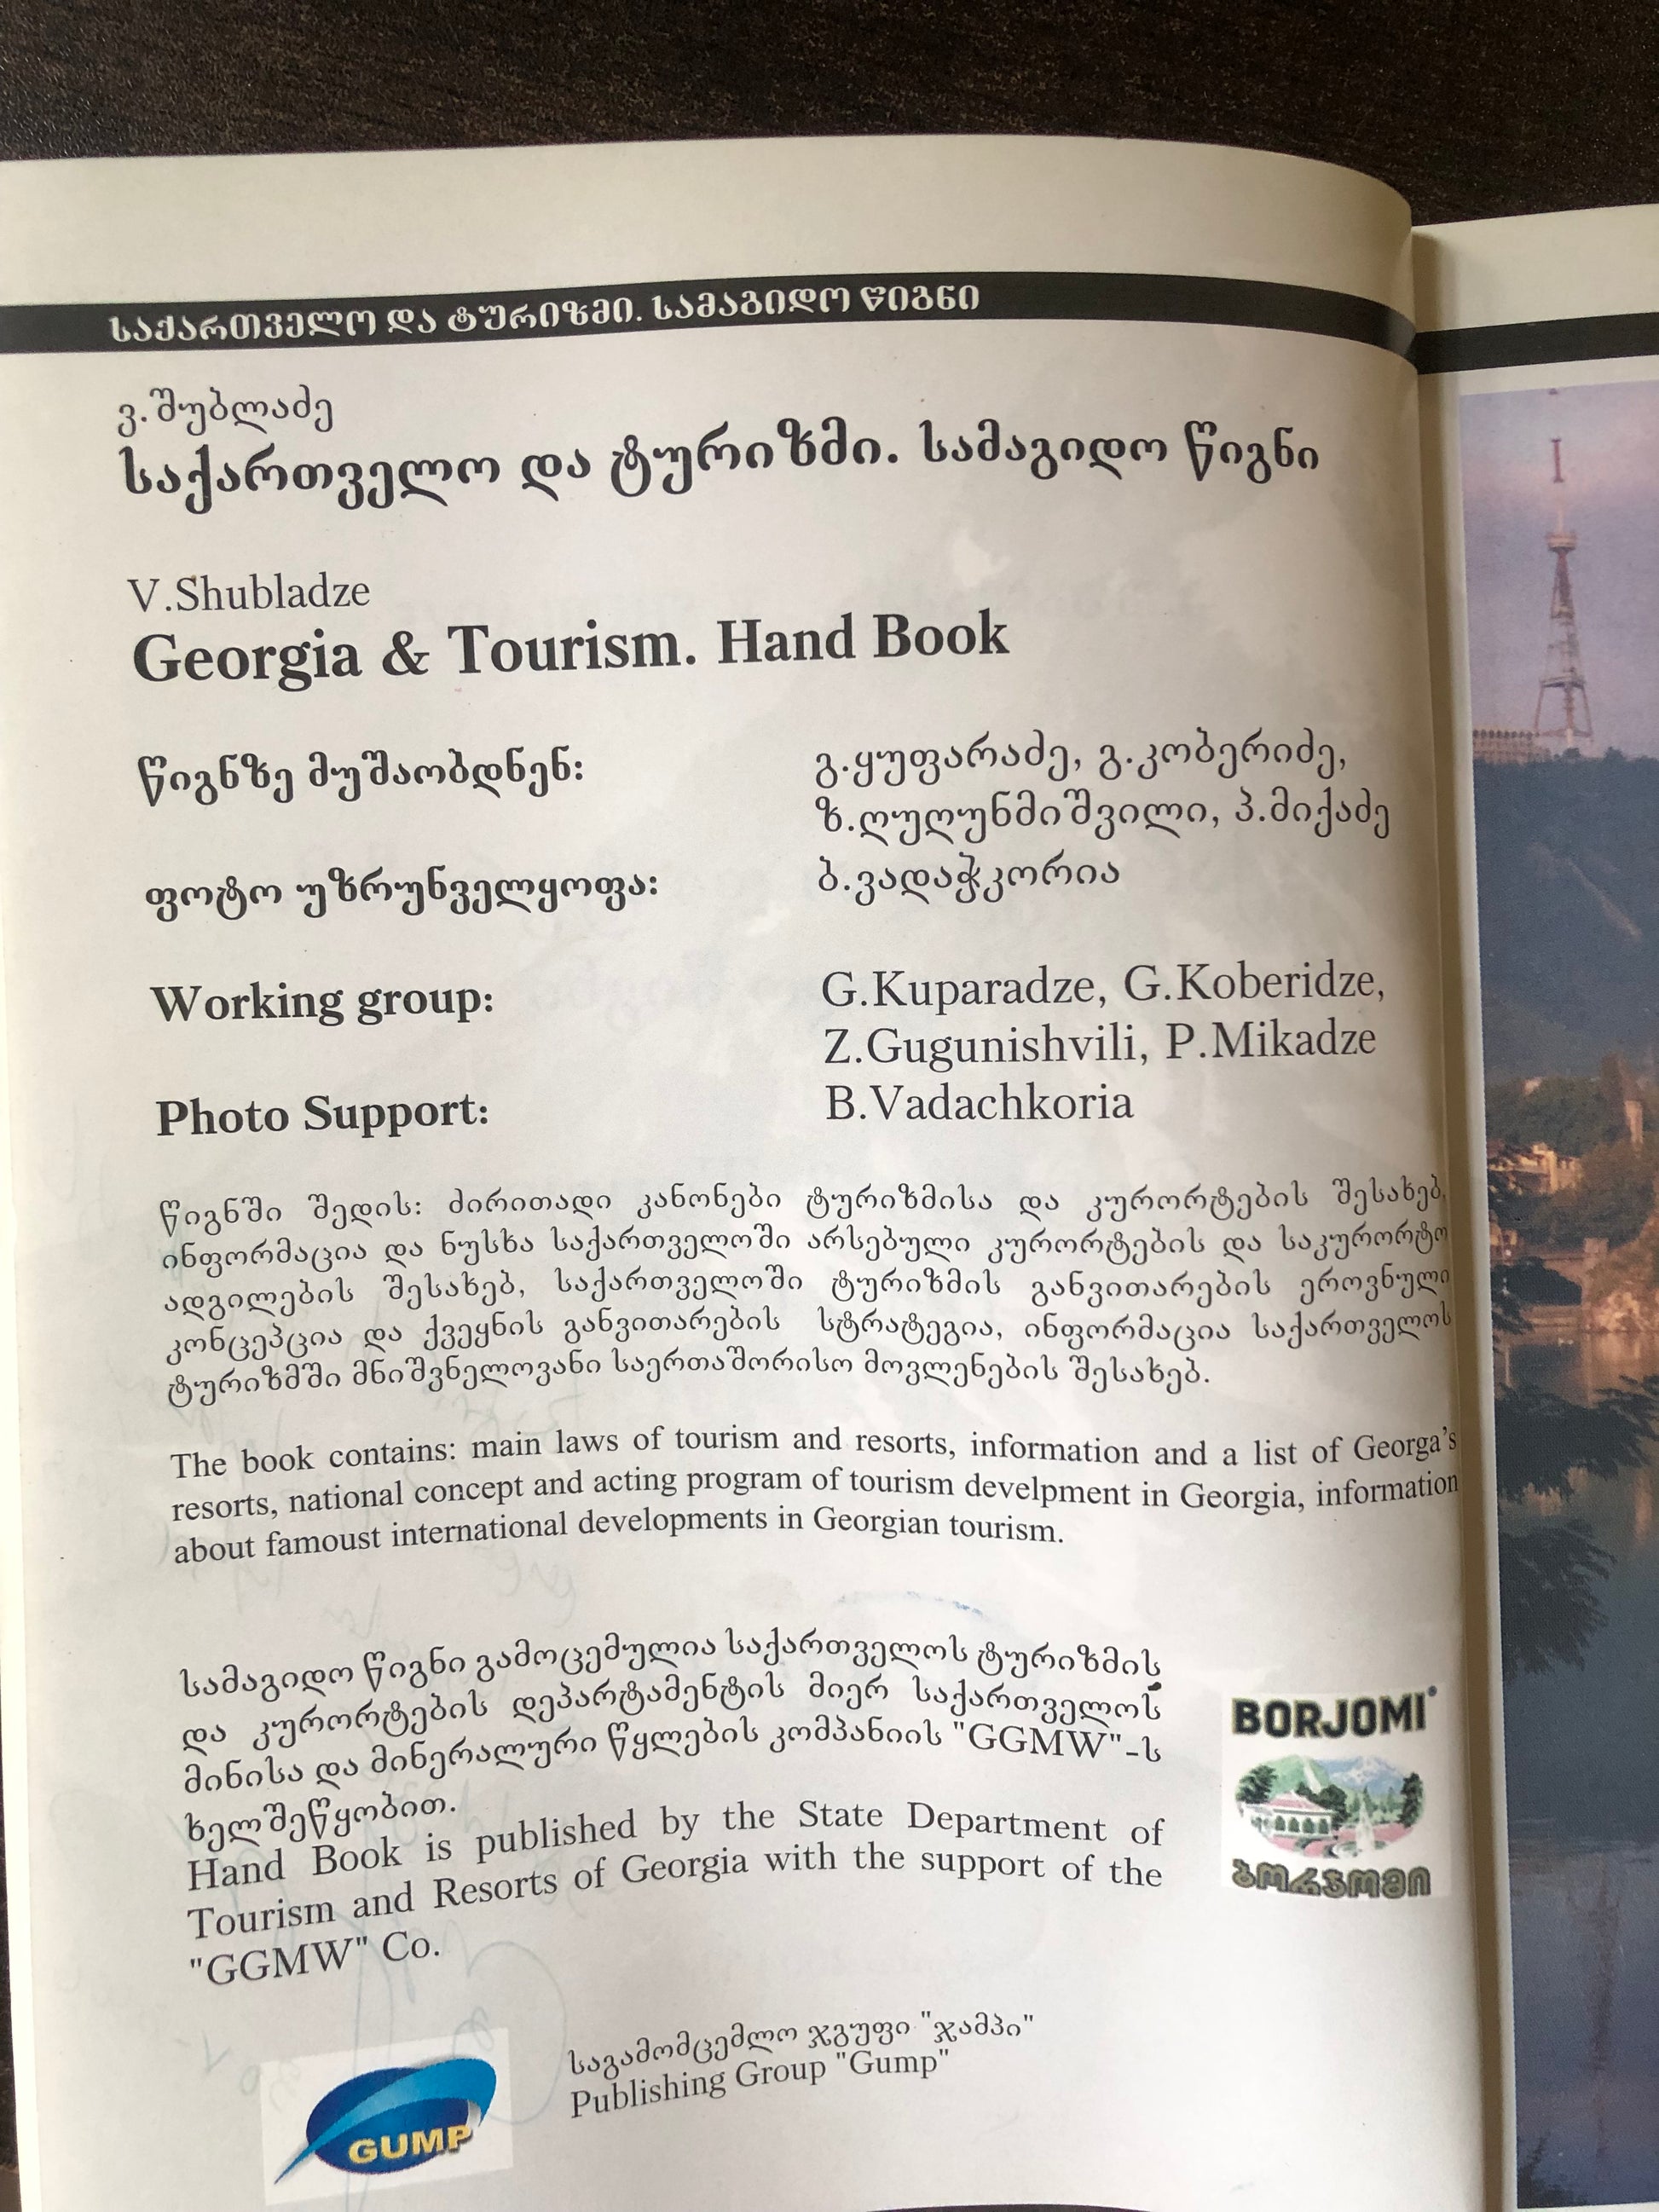 საქართველო და ტურიზმი. სამაგიდო წიგნი
ვ.შუბლაძე
საქართველო და ტურიზმი. სამაგიდო წიგნი
V.Shubladze
Georgia & Tourism. Hand Book
წიგნზე მუშაობდნენ: გ.ყუფარაძე, გ.კობერიძე,
ზ.ღუღუნმიშვილი, პ.მიქაძე
ფოტო უზრუნველყოფა: ბ.ვადაჭკორია
Working group: G.Kuparadze, G.Koberidze,
Z.Gugunishvili, P.Mikadze
Photo Support: B.Vadachkoria
წიგნში შედის: ძირითადი კანონები ტურიზმისა და კურორტების შესახებ,
ინფორმაცია და ნუსხა საქართველოში არსებული კურორტების და საკურორტო
ადგილების შესახებ, საქართველოში ტურიზმის განვითარების ეროვნული
კონცეპცია და ქვეყნის განვითარების სტრატეგია, ინფორმაცია საქართველოს
ტურიზმში მნიშვნელოვანი საერთაშორისო მოვლენების შესახებ.
The book contains: main laws of tourism and resorts, information and a list of Georga's
resorts, national concept and acting program of tourism develpment in Georgia, information
about famoust international developments in Georgian tourism.
სამაგიდო წიგნი გამოცემულია საქართველოს ტურიზმის
და კურორტების დეპარტამენტის მიერ საქართველოს
მინისა და მინერალური წყლების კომპანიის "GGMW"-ს
ხელშეწყობით.
Hand Book is published by the State Department of
Tourism and Resorts of Georgia with the support of the
"GGMW" Co.
BORJOMI
ბორჯომი
საგამომცემლო ჯგუფი "ჯამპი"
Publishing Group "Gump"
GUMP